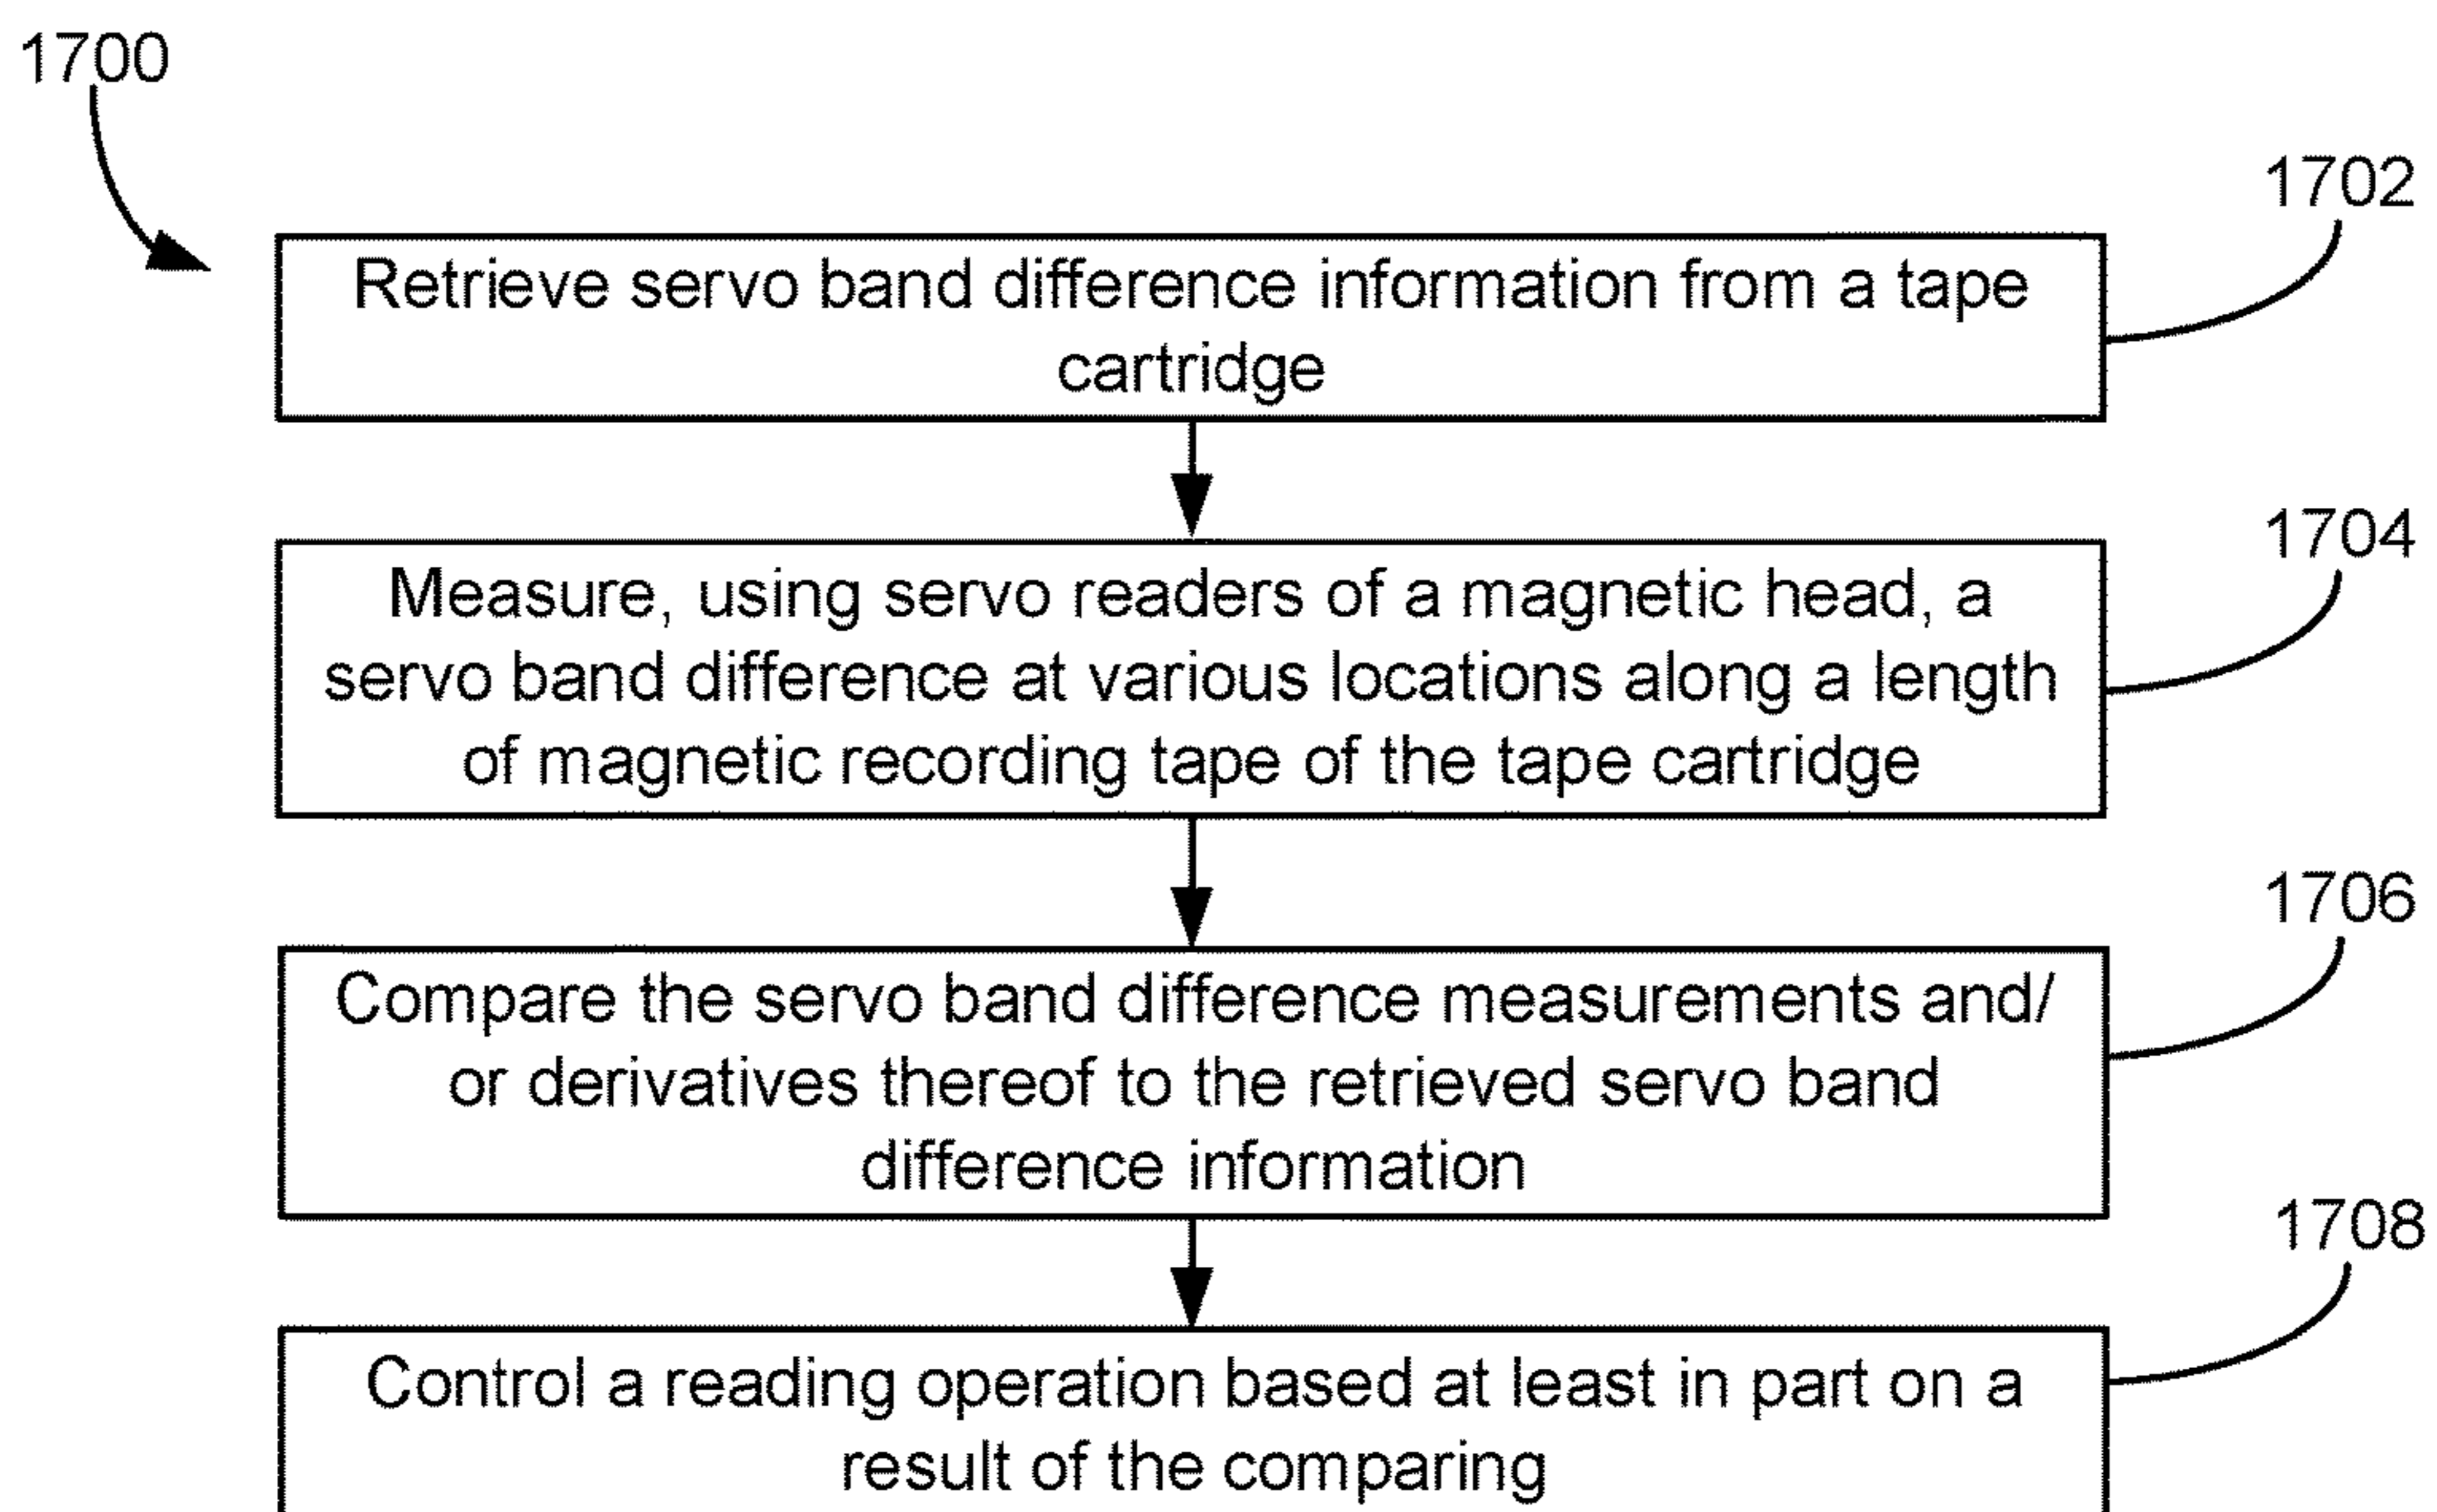 1700
1702
Retrieve servo band difference information from a tape
cartridge
1704
Measure, using servo readers of a magnetic head, a
servo band difference at various locations along a length
of magnetic recording tape of the tape cartridge
1706
Compare the servo band difference measurements and/
or derivatives thereof to the retrieved servo band
difference information
1708
Control a reading operation based at least in part on a
result of the comparing